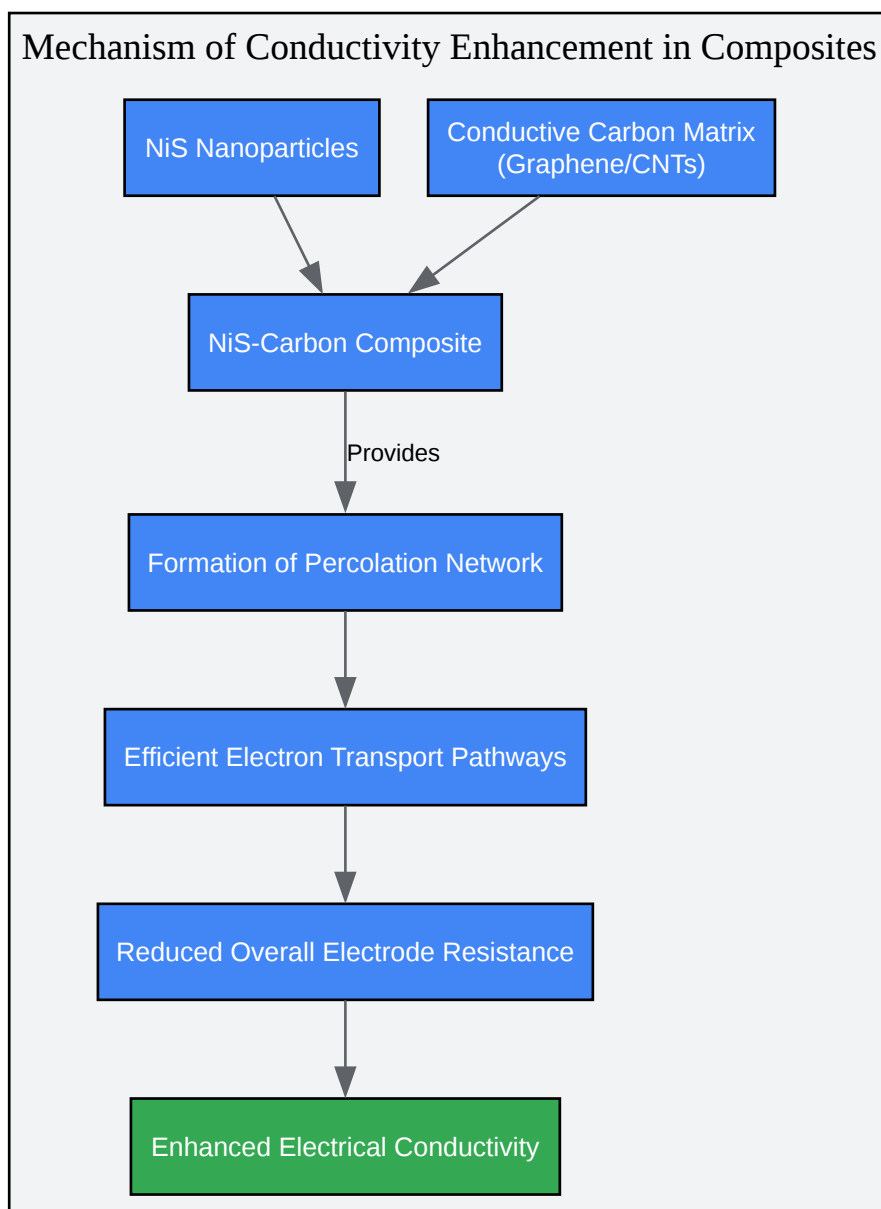 Mechanism of Conductivity Enhancement in Composites
NiS Nanoparticles
Conductive Carbon Matrix
(Graphene/CNTs)
NiS-Carbon Composite
Provides
Formation of Percolation Network
Efficient Electron Transport Pathways
Reduced Overall Electrode Resistance
Enhanced Electrical Conductivity